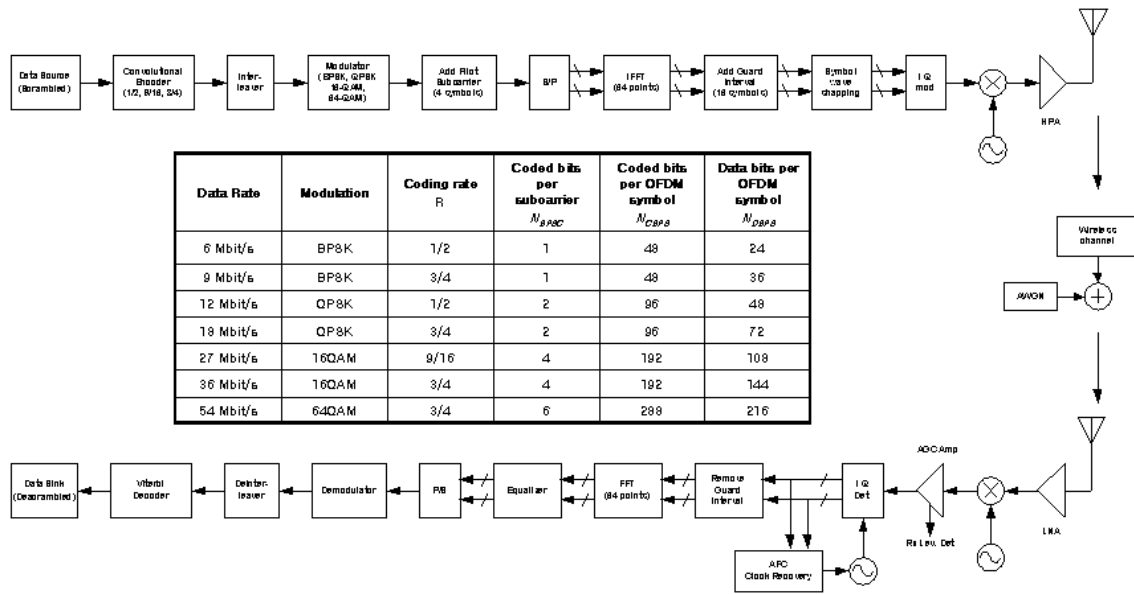 Data Source
(Scrambled)
Convolutional
Encoder
(1/2, 9/16, 3/4)
Inter-
leaver
Modulator
(BPSK, QPSK
16-QAM,
64-QAM)
Add Pilot
Subcarrier
(4 symbols)
S/P
IFFT
(64 points)
Add Guard
Interval
(16 symbols)
Symbol
wave
shapping
I Q
mod
HPA
Data Rate
Modulation
Coding rate
R
Coded bits
per
subcarrier
N_BPSC
Coded bits
per OFDM
symbol
N_CBPS
Data bits per
OFDM
symbol
N_DBPS
6 Mbit/s BPSK 1/2 1 48 24
9 Mbit/s BPSK 3/4 1 48 36
12 Mbit/s QPSK 1/2 2 96 48
18 Mbit/s QPSK 3/4 2 96 72
27 Mbit/s 16QAM 9/16 4 192 108
36 Mbit/s 16QAM 3/4 4 192 144
54 Mbit/s 64QAM 3/4 6 288 216
Wireless
channel
AWGN
Data Sink
(Descrambled)
Viterbi
Decoder
Deinter-
leaver
Demodulator
P/S
Equalizer
FFT
(64 points)
Remove
Guard
Interval
I Q
Det
AGC Amp
Rx Lev. Det
LNA
AFC
Clock Recovery